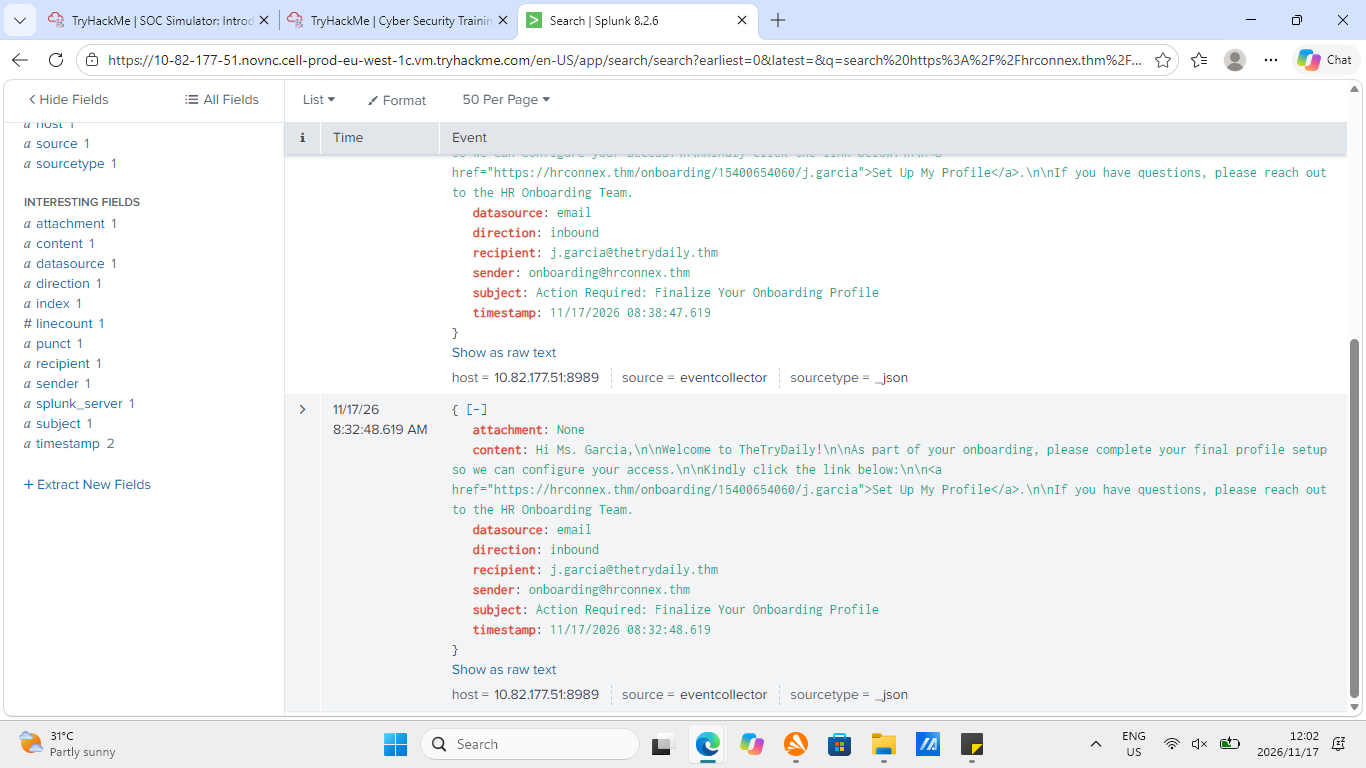 TryHackMe | SOC Simulator: Introd
TryHackMe | Cyber Security Trainin
Search | Splunk 8.2.6
https://10-82-177-51.novnc.cell-prod-eu-west-1c.vm.tryhackme.com/en-US/app/search/search?earliest=0&latest=&q=search%20https%3A%2F%2Fhrconnex.thm%2F...
Chat
Hide Fields
All Fields
List
Format
50 Per Page
i
Time
Event
a host 1
a source 1
a sourcetype 1
INTERESTING FIELDS
a attachment 1
a content 1
a datasource 1
a direction 1
a index 1
# linecount 1
a punct 1
a recipient 1
a sender 1
a splunk_server 1
a subject 1
a timestamp 2
+ Extract New Fields
so we can configure your access.\n\nKindly click the link below:\n\n<a
href="https://hrconnex.thm/onboarding/15400654060/j.garcia">Set Up My Profile</a>.\n\nIf you have questions, please reach out
to the HR Onboarding Team.
datasource: email
direction: inbound
recipient: j.garcia@thetrydaily.thm
sender: onboarding@hrconnex.thm
subject: Action Required: Finalize Your Onboarding Profile
timestamp: 11/17/2026 08:38:47.619
}
Show as raw text
host = 10.82.177.51:8989 source = eventcollector sourcetype = _json
11/17/26
8:32:48.619 AM
{ [-]
attachment: None
content: Hi Ms. Garcia,\n\nWelcome to TheTryDaily!\n\nAs part of your onboarding, please complete your final profile setup
so we can configure your access.\n\nKindly click the link below:\n\n<a
href="https://hrconnex.thm/onboarding/15400654060/j.garcia">Set Up My Profile</a>.\n\nIf you have questions, please reach out
to the HR Onboarding Team.
datasource: email
direction: inbound
recipient: j.garcia@thetrydaily.thm
sender: onboarding@hrconnex.thm
subject: Action Required: Finalize Your Onboarding Profile
timestamp: 11/17/2026 08:32:48.619
}
Show as raw text
host = 10.82.177.51:8989 source = eventcollector sourcetype = _json
31°C
Partly sunny
Search
ENG
US
12:02
2026/11/17